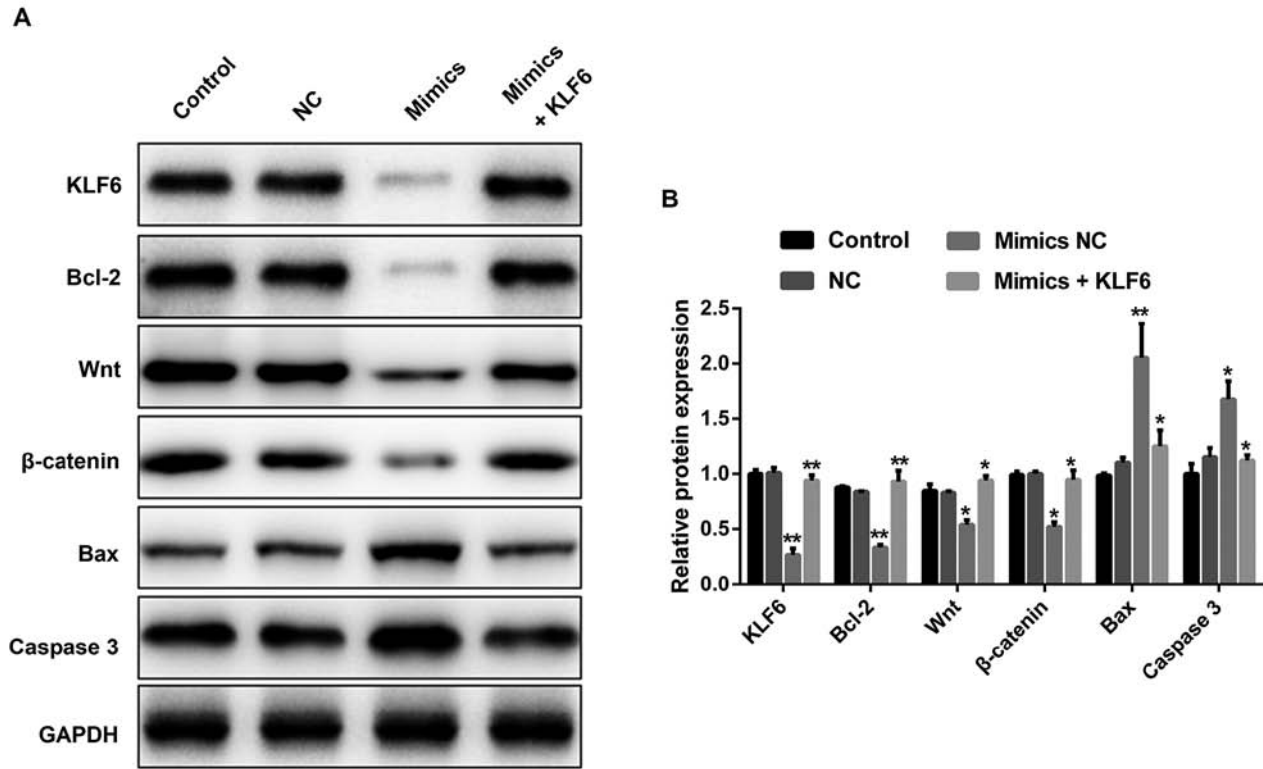 A
Control
NC
Mimics
Mimics
+ KLF6
KLF6
Bcl-2
Wnt
β-catenin
Bax
Caspase 3
GAPDH
B
Control
NC
Mimics NC
Mimics + KLF6
Relative protein expression
2.5
2.0
1.5
1.0
0.5
0.0
** ** ** ** * * * * ** * * *
KLF6
Bcl-2
Wnt
β-catenin
Bax
Caspase 3